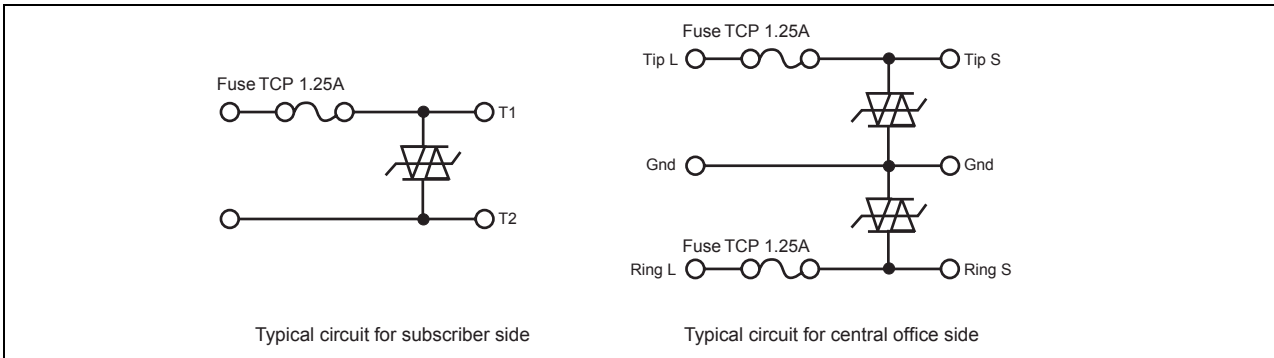 Fuse TCP 1.25A
T1
T2
Typical circuit for subscriber side
Fuse TCP 1.25A
Tip L
Tip S
Gnd
Gnd
Fuse TCP 1.25A
Ring L
Ring S
Typical circuit for central office side